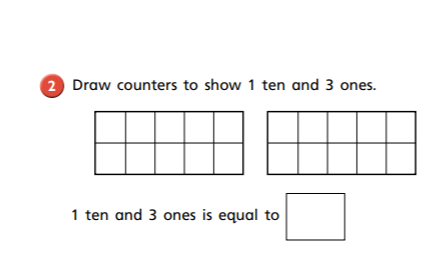 2 Draw counters to show 1 ten and 3 ones.
1 ten and 3 ones is equal to